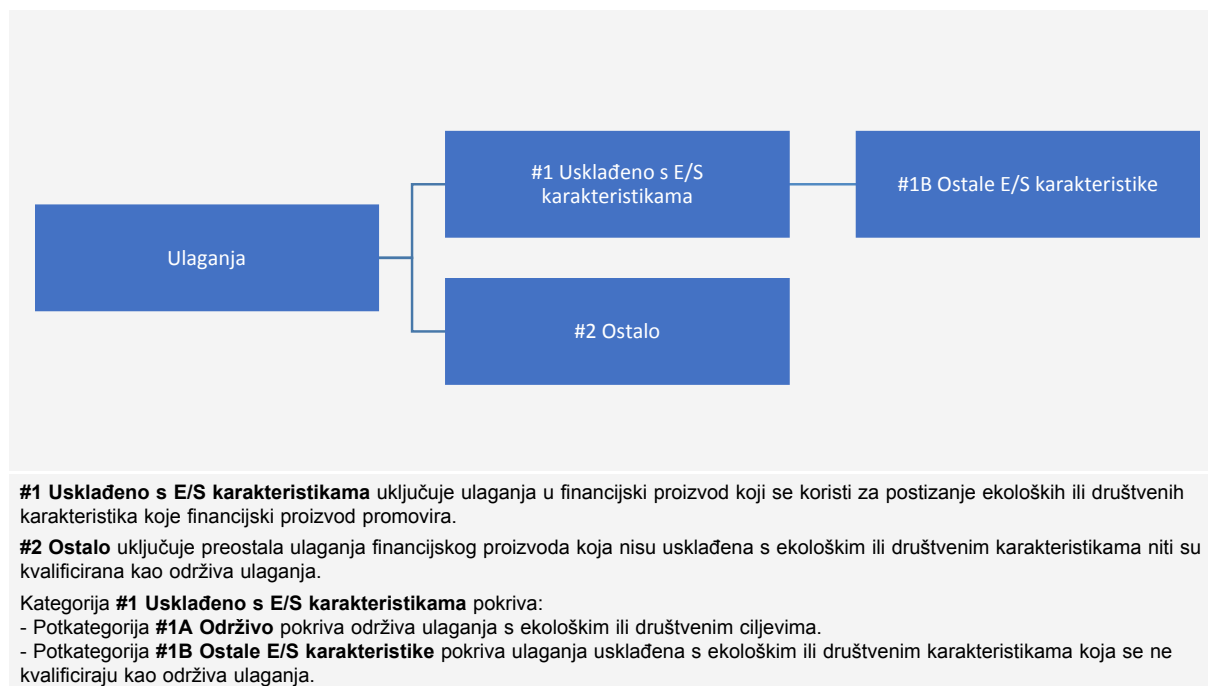 #1 Usklađeno s E/S
karakteristikama
#1B Ostale E/S karakteristike
Ulaganja
#2 Ostalo
#1 Usklađeno s E/S karakteristikama uključuje ulaganja u financijski proizvod koji se koristi za postizanje ekoloških ili društvenih
karakteristika koje financijski proizvod promovira.
#2 Ostalo uključuje preostala ulaganja financijskog proizvoda koja nisu usklađena s ekološkim ili društvenim karakteristikama niti su
kvalificirana kao održiva ulaganja.
Kategorija #1 Usklađeno s E/S karakteristikama pokriva:
- Potkategorija #1A Održivo pokriva održiva ulaganja s ekološkim ili društvenim ciljevima.
- Potkategorija #1B Ostale E/S karakteristike pokriva ulaganja usklađena s ekološkim ili društvenim karakteristikama koja se ne
kvalificiraju kao održiva ulaganja.